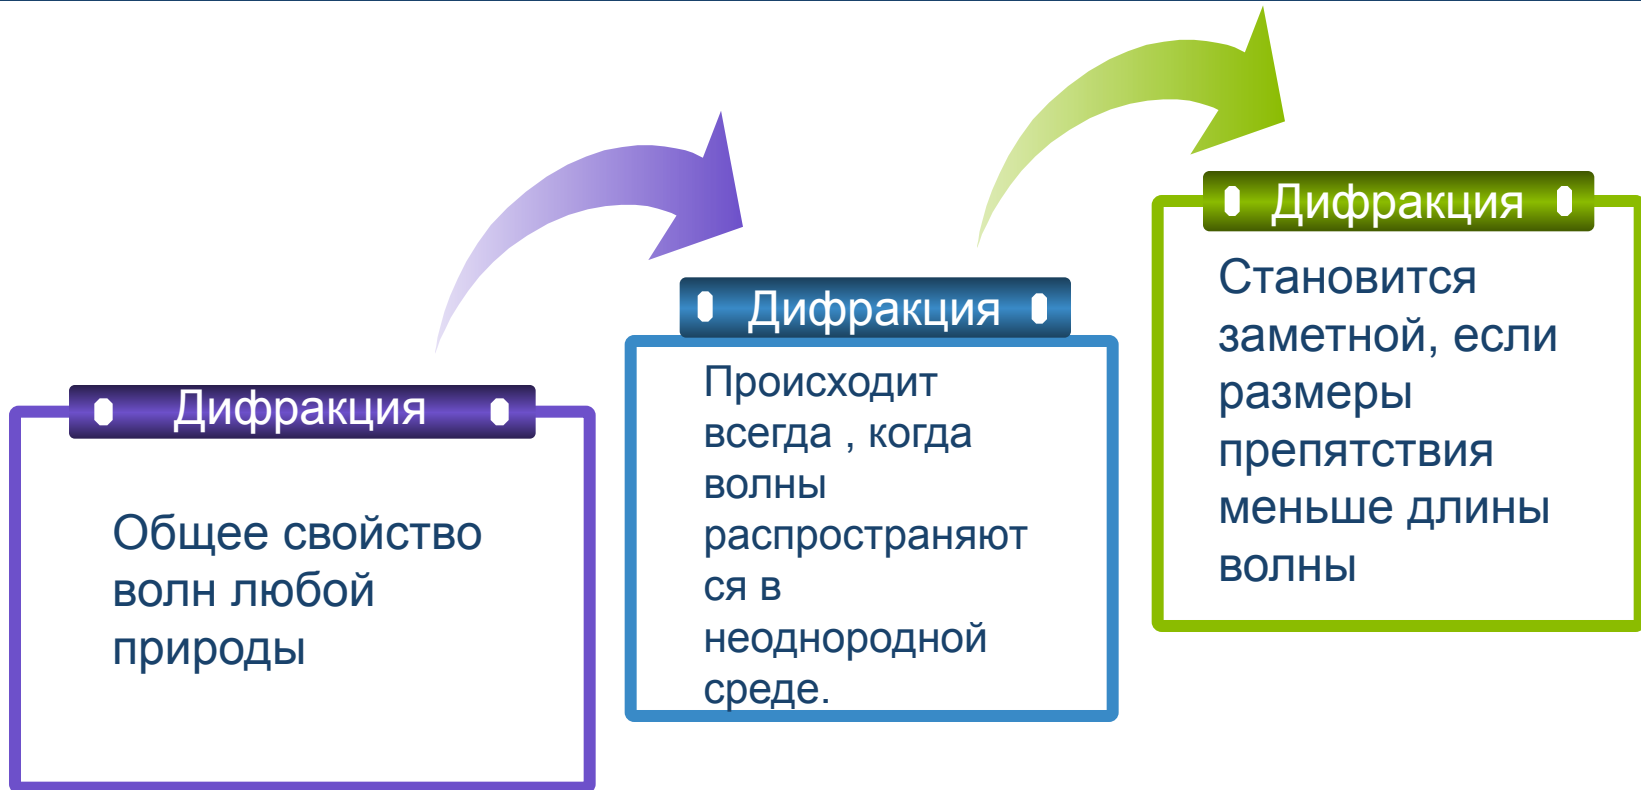 Дифракция
Общее свойство
волн любой
природы
Дифракция
Происходит
всегда , когда
волны
распространяют
ся в
неоднородной
среде.
Дифракция
Становится
заметной, если
размеры
препятствия
меньше длины
волны